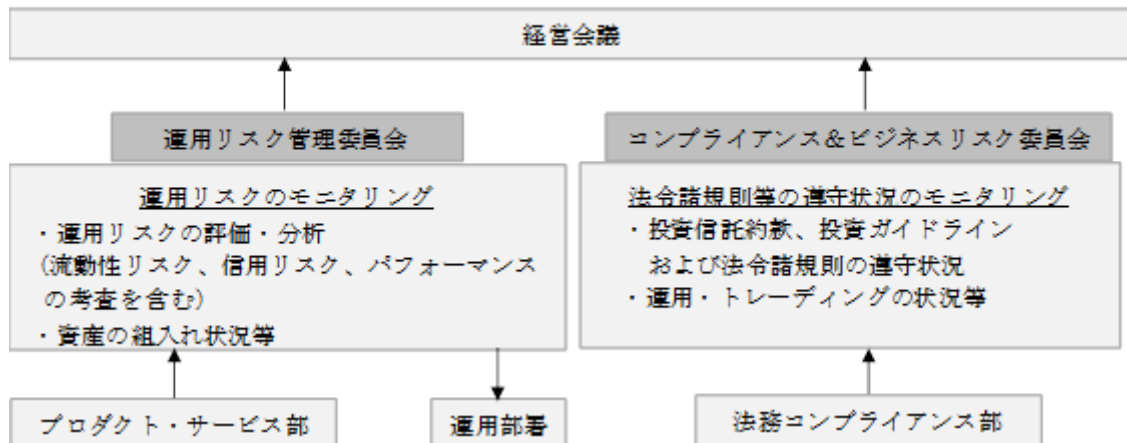 経営会議
運用リスク管理委員会
運用リスクのモニタリング
・運用リスクの評価・分析
(流動性リスク、信用リスク、パフォーマンス
の考査を含む)
・資産の組入れ状況等
コンプライアンス＆ビジネスリスク委員会
法令諸規則等の遵守状況のモニタリング
・投資信託約款、投資ガイドライン
および法令諸規則の遵守状況
・運用・トレーディングの状況等
プロダクト・サービス部
運用部署
法務コンプライアンス部